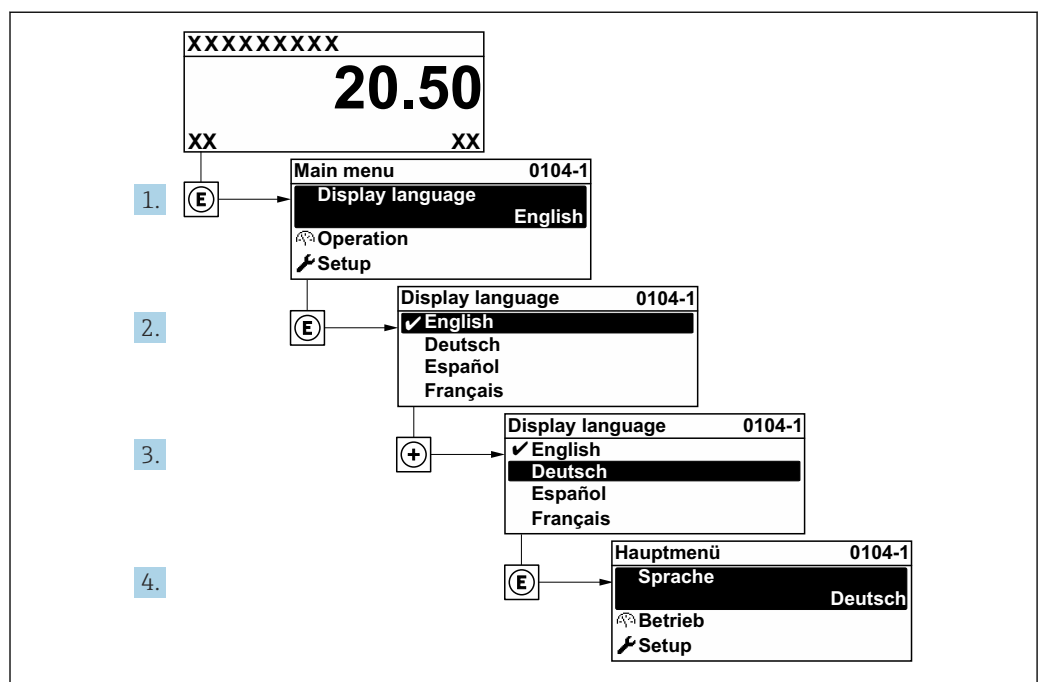 XXXXXXXXX
20.50
XX XX
1.
E
Main menu 0104-1
Display language
English
Operation
Setup
2.
E
Display language 0104-1
✔English
Deutsch
Español
Français
3.
+
Display language 0104-1
✔English
Deutsch
Español
Français
4.
E
Hauptmenü 0104-1
Sprache
Deutsch
Betrieb
Setup